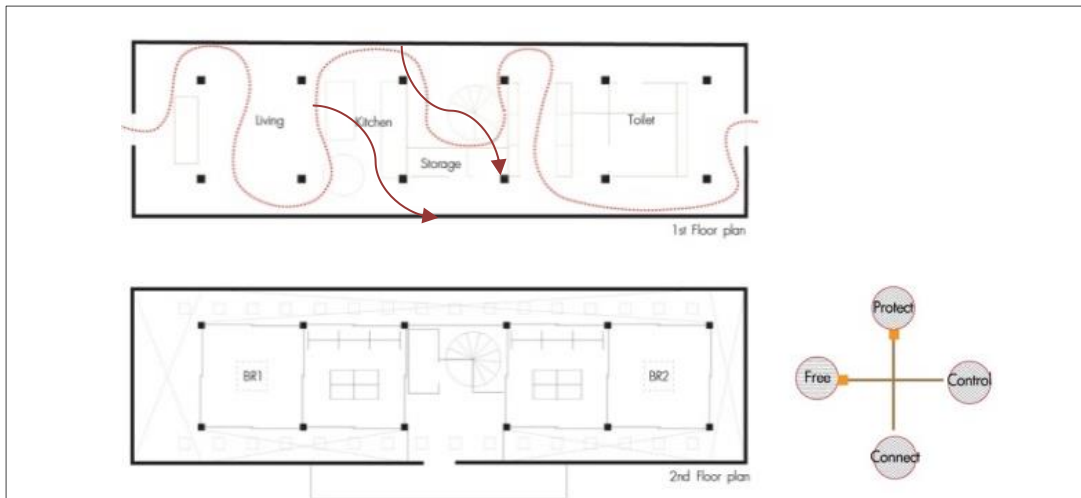 Living
Kitchen
Toilet
Storage
1st Floor plan
BR1
BR2
2nd Floor plan
Protect
Free
Control
Connect